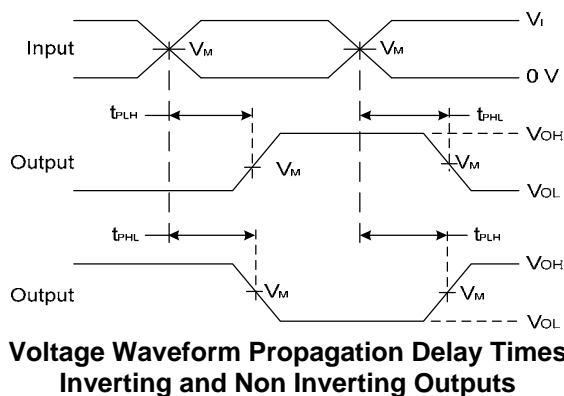 VI
Input
VM
VM
0 V
tPLH
tPHL
VOH
Output
VM
VM
VOL
tPHL
tPLH
VOH
Output
VM
VM
VOL
Voltage Waveform Propagation Delay Times
Inverting and Non Inverting Outputs